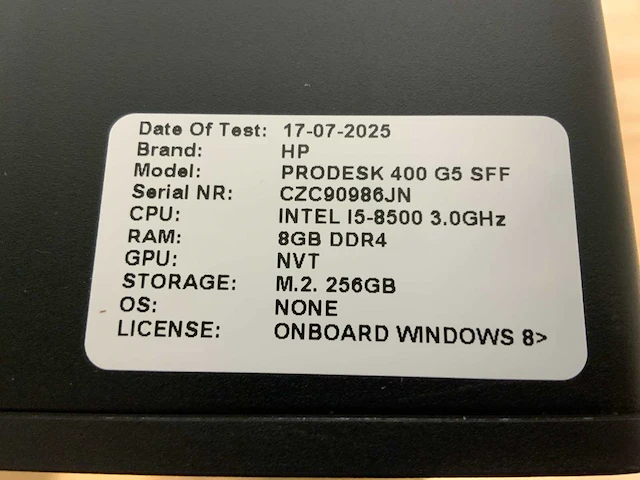 Date Of Test: 17-07-2025
Brand: HP
Model: PRODESK 400 G5 SFF
Serial NR: CZC90986JN
CPU: INTEL I5-8500 3.0GHz
RAM: 8GB DDR4
GPU: NVT
STORAGE: M.2. 256GB
OS: NONE
LICENSE: ONBOARD WINDOWS 8>